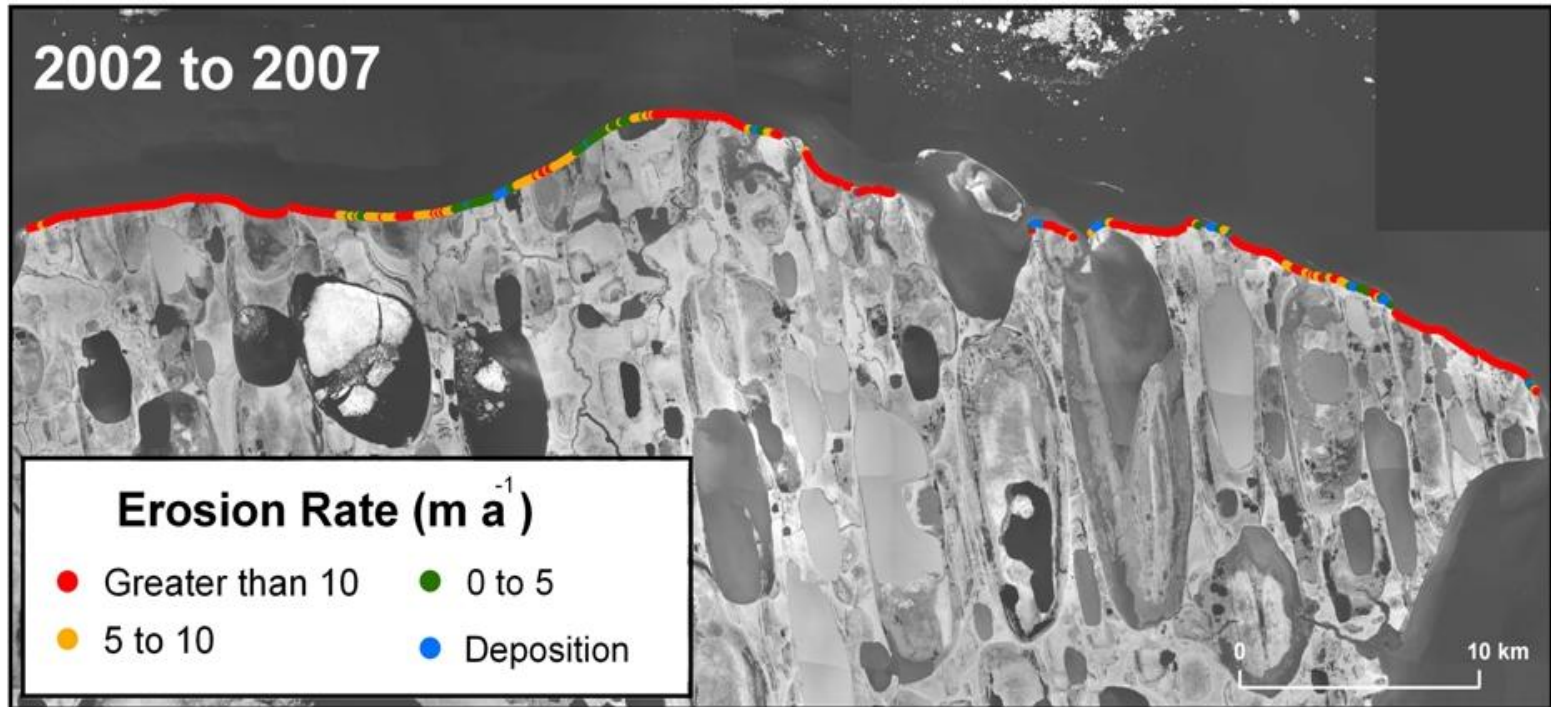 2002 to 2007
Erosion Rate (m a⁻¹)
Greater than 10
0 to 5
5 to 10
Deposition
0
10 km